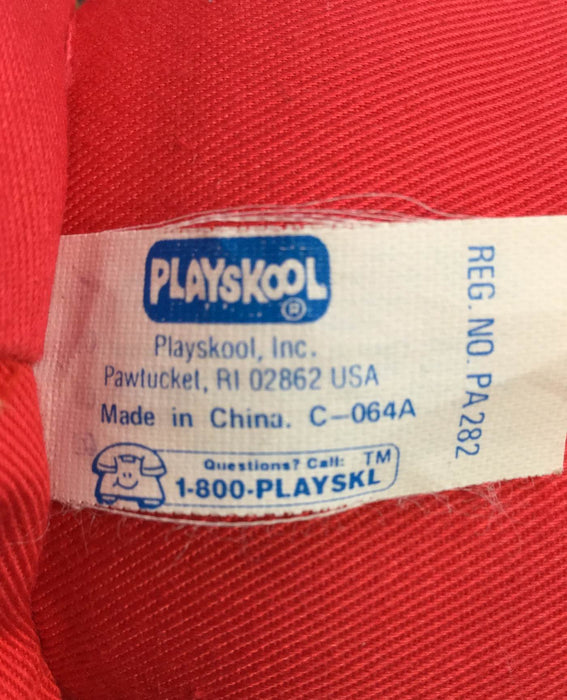 PLAYSKOOL ®
Playskool, Inc.
Pawtucket, RI 02862 USA
Made in China. C-064A
Questions? Call: TM
1-800-PLAYSKL
REG. NO. PA282